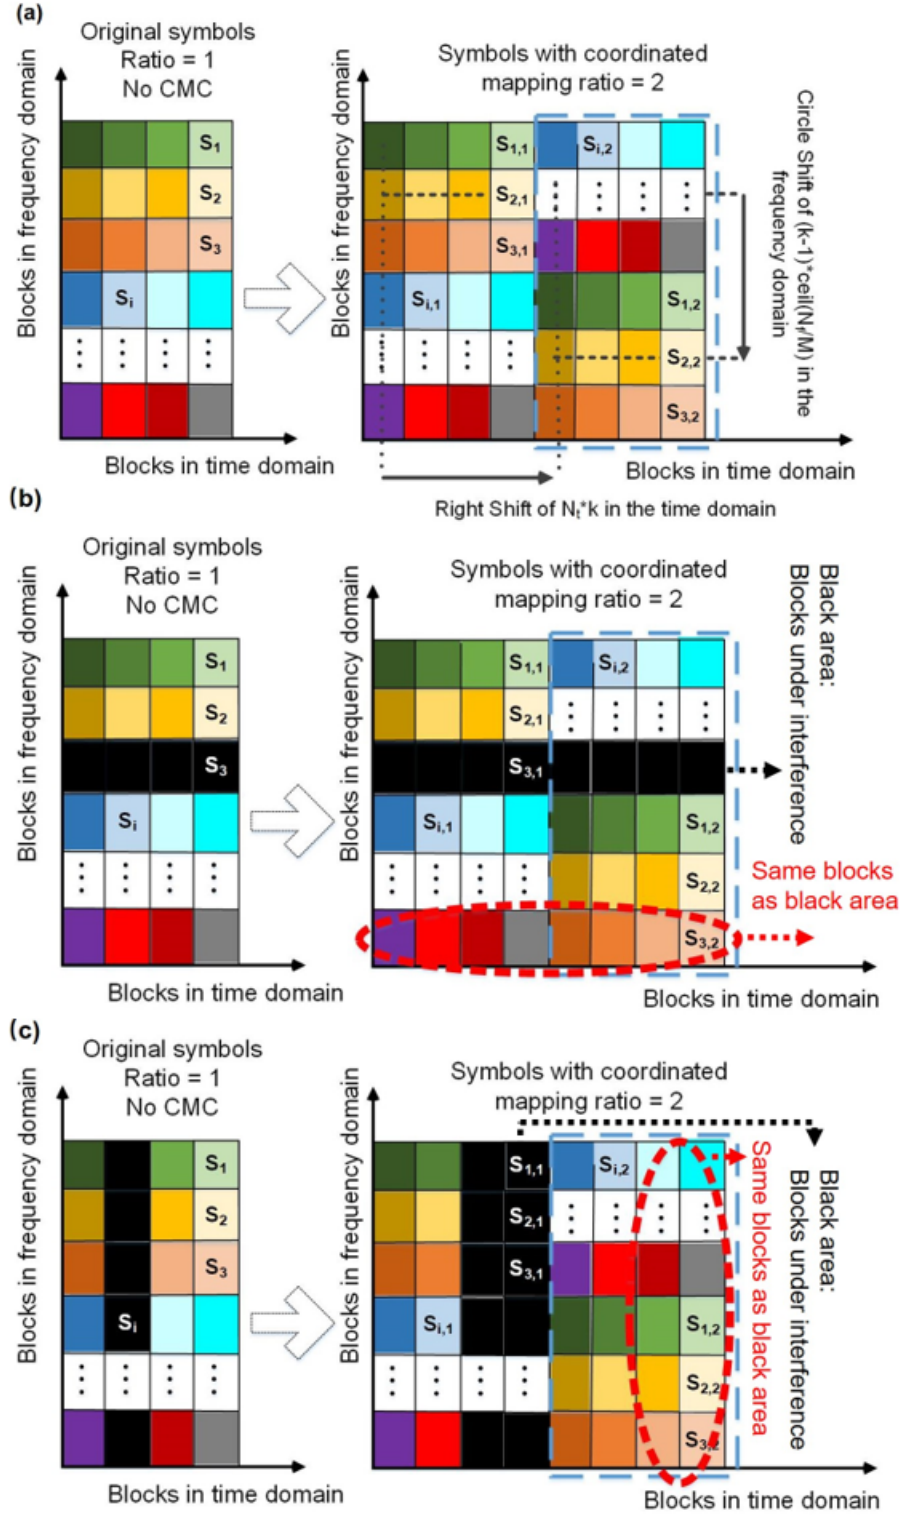 (a)
Original symbols
Ratio = 1
No CMC
Symbols with coordinated
mapping ratio = 2
Blocks in frequency domain
S1
S2
S3
Si
Blocks in time domain
Blocks in frequency domain
S1,1
Si,2
S2,1
S3,1
Si,1
S1,2
S2,2
S3,2
Circle Shift of (k-1)*ceil(Nf/M) in the
frequency domain
Blocks in time domain
Right Shift of Nt*k in the time domain
(b)
Original symbols
Ratio = 1
No CMC
Symbols with coordinated
mapping ratio = 2
Blocks in frequency domain
S1
S2
S3
Si
Blocks in time domain
Blocks in frequency domain
S1,1
Si,2
S2,1
S3,1
Si,1
S1,2
S2,2
S3,2
Black area:
Blocks under interference
Same blocks
as black area
Blocks in time domain
(c)
Original symbols
Ratio = 1
No CMC
Symbols with coordinated
mapping ratio = 2
Blocks in frequency domain
S1
S2
S3
Si
Blocks in time domain
Blocks in frequency domain
S1,1
Si,2
S2,1
S3,1
Si,1
S1,2
S2,2
S3,2
Same blocks as black area
Black area:
Blocks under interference
Blocks in time domain